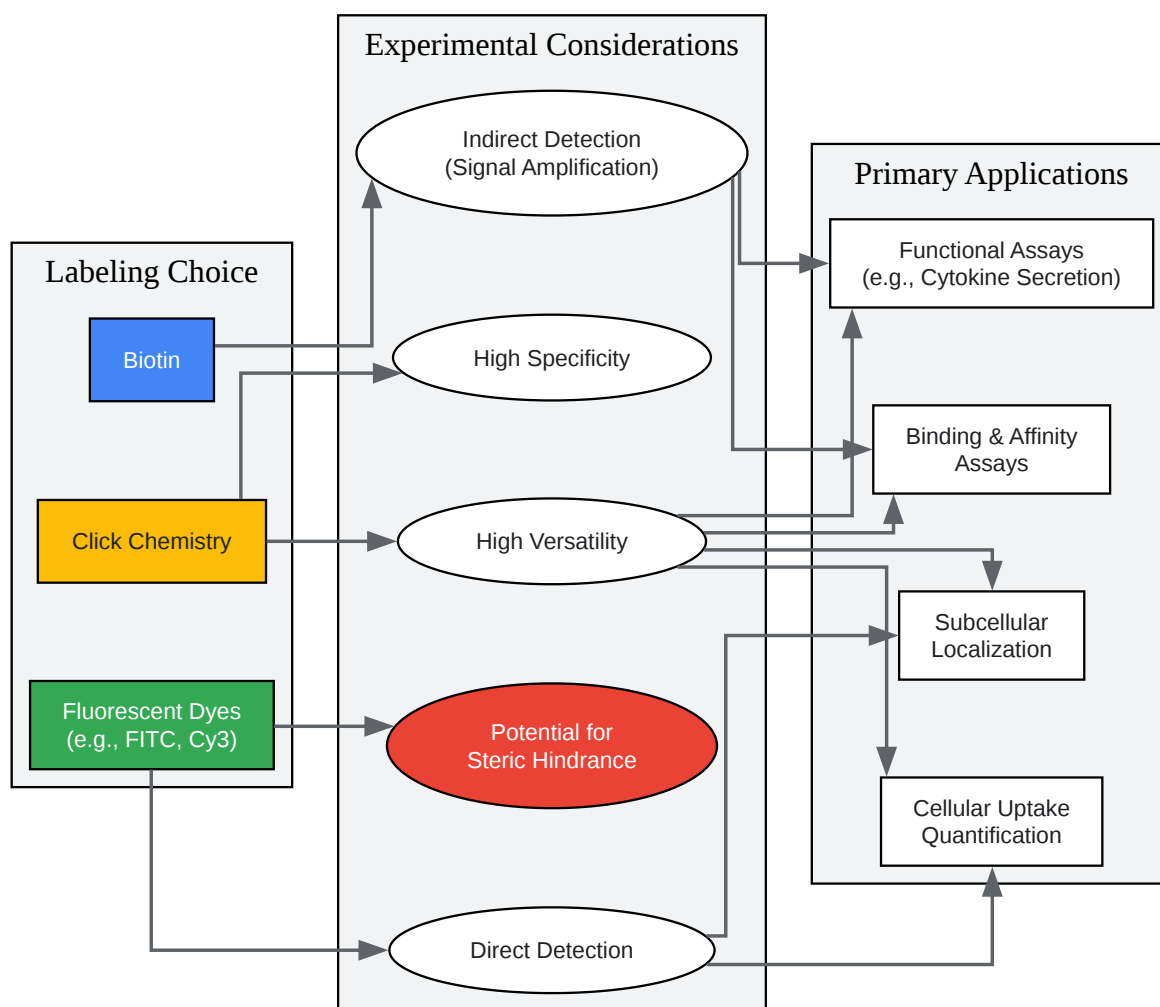 Labeling Choice
Biotin
Click Chemistry
Fluorescent Dyes
(e.g., FITC, Cy3)
Experimental Considerations
Indirect Detection
(Signal Amplification)
High Specificity
High Versatility
Potential for
Steric Hindrance
Direct Detection
Primary Applications
Functional Assays
(e.g., Cytokine Secretion)
Binding & Affinity
Assays
Subcellular
Localization
Cellular Uptake
Quantification